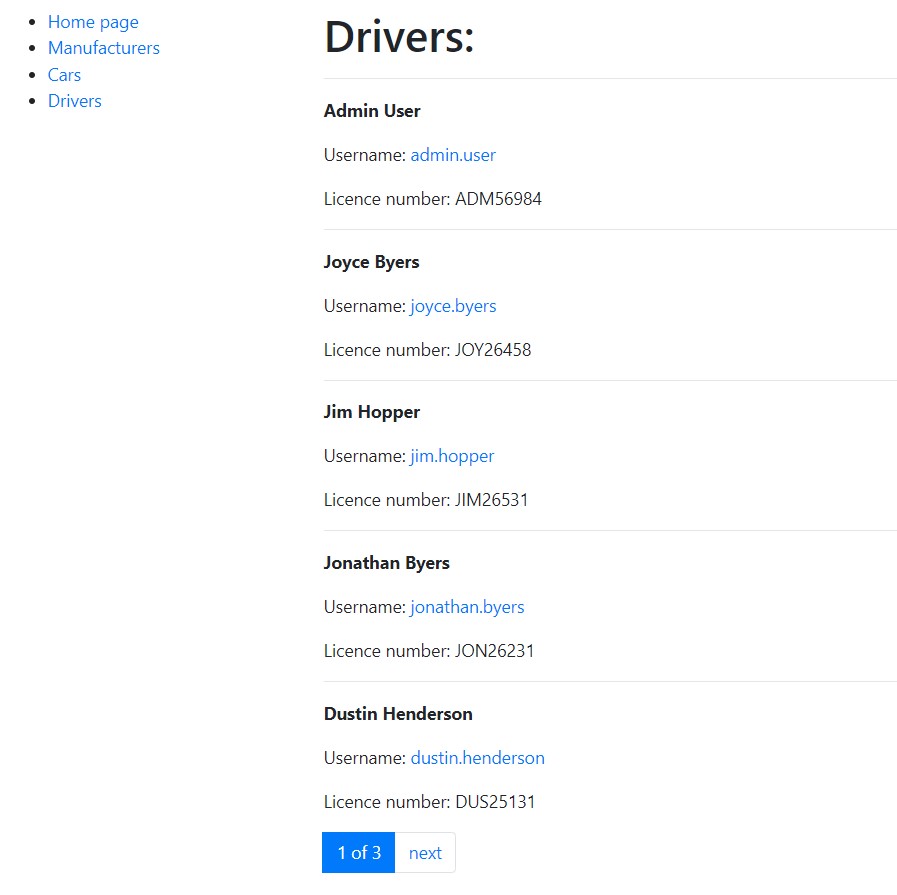 Home page
Manufacturers
Cars
Drivers
Drivers:
Admin User
Username: admin.user
Licence number: ADM56984
Joyce Byers
Username: joyce.byers
Licence number: JOY26458
Jim Hopper
Username: jim.hopper
Licence number: JIM26531
Jonathan Byers
Username: jonathan.byers
Licence number: JON26231
Dustin Henderson
Username: dustin.henderson
Licence number: DUS25131
1 of 3 next